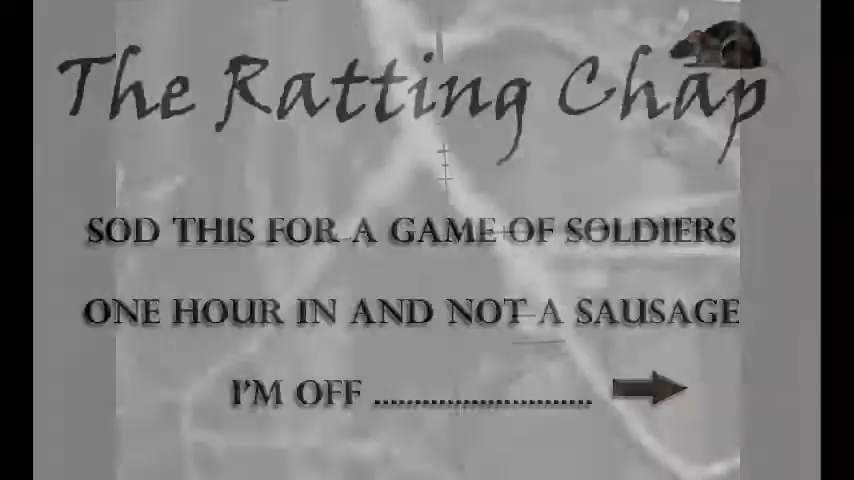 The Ratting Chap
SOD THIS FOR A GAME OF SOLDIERS
ONE HOUR IN AND NOT A SAUSAGE
I'M OFF ...........................